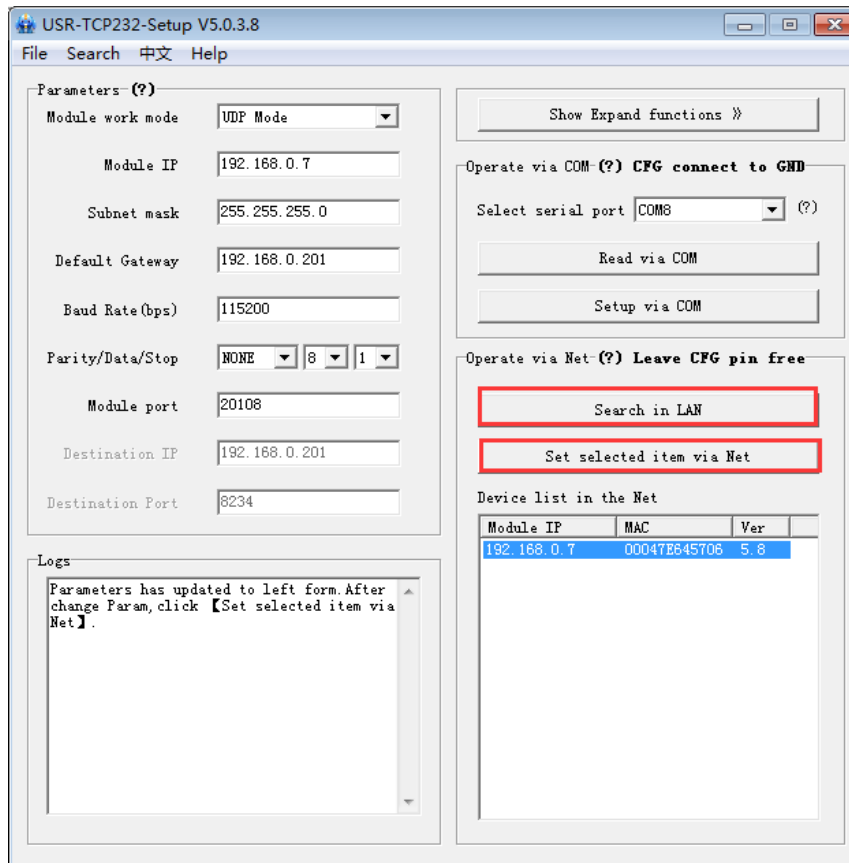 USR-TCP232-Setup V5.0.3.8
File Search 中文 Help
Parameters (?)
Module work mode UDP Mode
Module IP 192.168.0.7
Subnet mask 255.255.255.0
Default Gateway 192.168.0.201
Baud Rate(bps) 115200
Parity/Data/Stop NONE 8 1
Module port 20108
Destination IP 192.168.0.201
Destination Port 8234
Logs
Parameters has updated to left form.After
change Param,click 【Set selected item via
Net】.
Show Expand functions 》
Operate via COM-(?) CFG connect to GND
Select serial port COM8 (?)
Read via COM
Setup via COM
Operate via Net-(?) Leave CFG pin free
Search in LAN
Set selected item via Net
Device list in the Net
Module IP MAC Ver
192.168.0.7 00047E645706 5.8